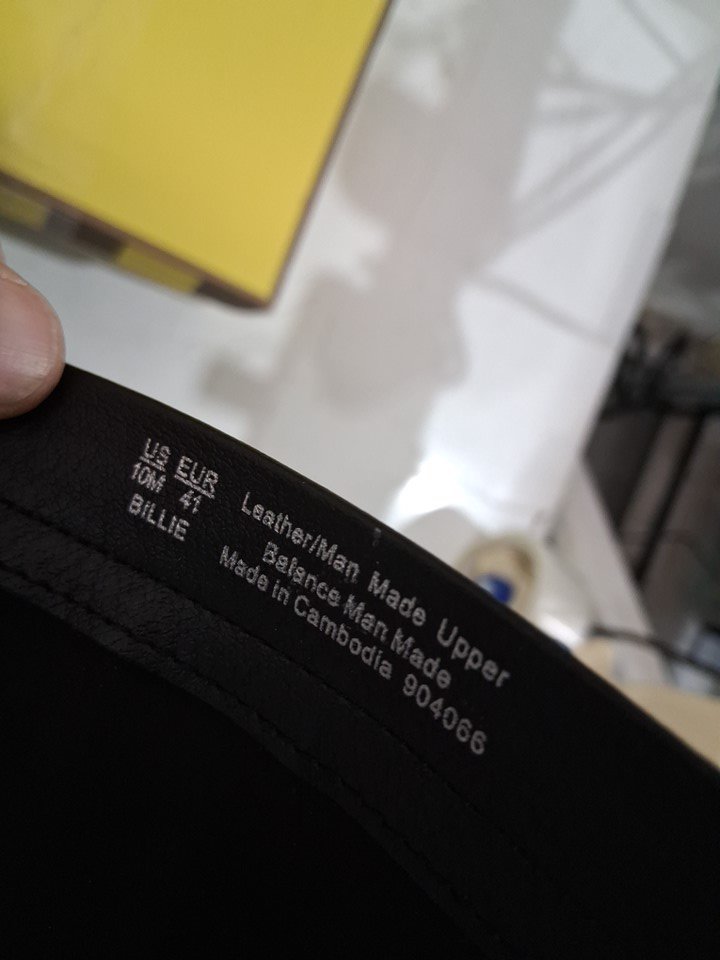 US EUR
10M 41
BILLIE
Leather/Man Made Upper
Balance Man Made
Made in Cambodia 904066